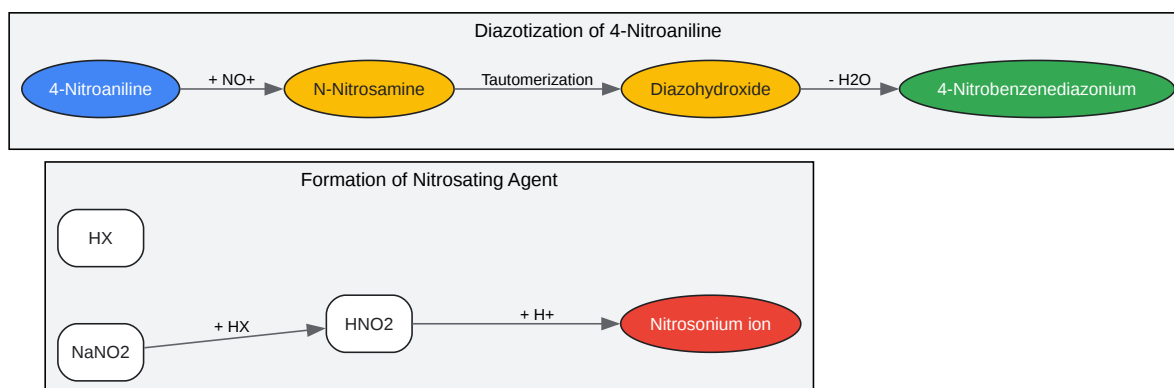 Diazotization of 4-Nitroaniline
4-Nitroaniline
+ NO+
N-Nitrosamine
Tautomerization
Diazohydroxide
- H2O
4-Nitrobenzenediazonium
Formation of Nitrosating Agent
HX
NaNO2
+ HX
HNO2
+ H+
Nitrosonium ion